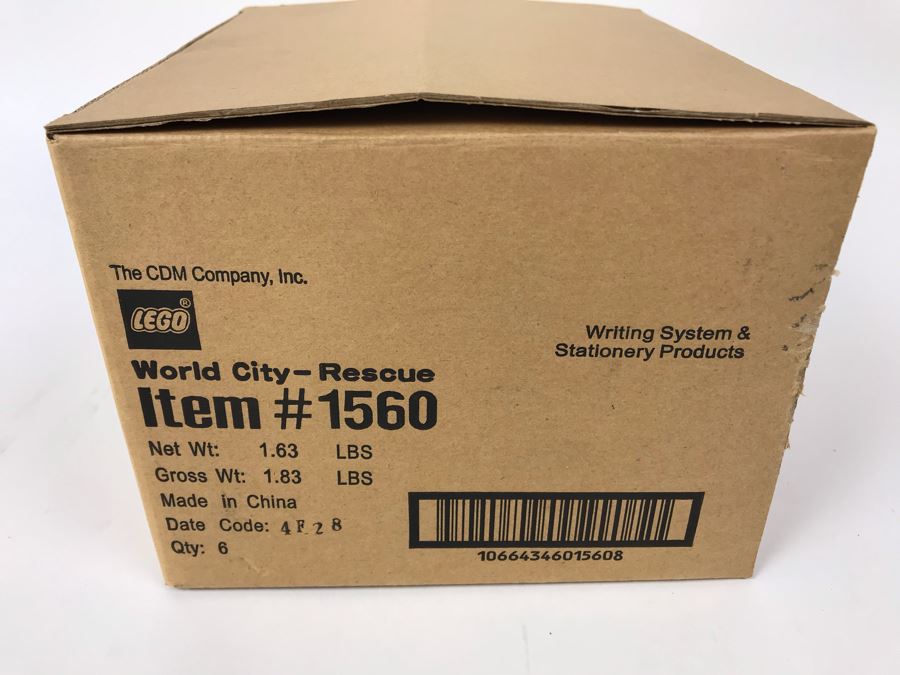 The CDM Company, Inc.
LEGO®
World City-Rescue
Item #1560
Net Wt: 1.63 LBS
Gross Wt: 1.83 LBS
Made in China
Date Code: 4F28
Qty: 6
Writing System &
Stationery Products
10664346015608